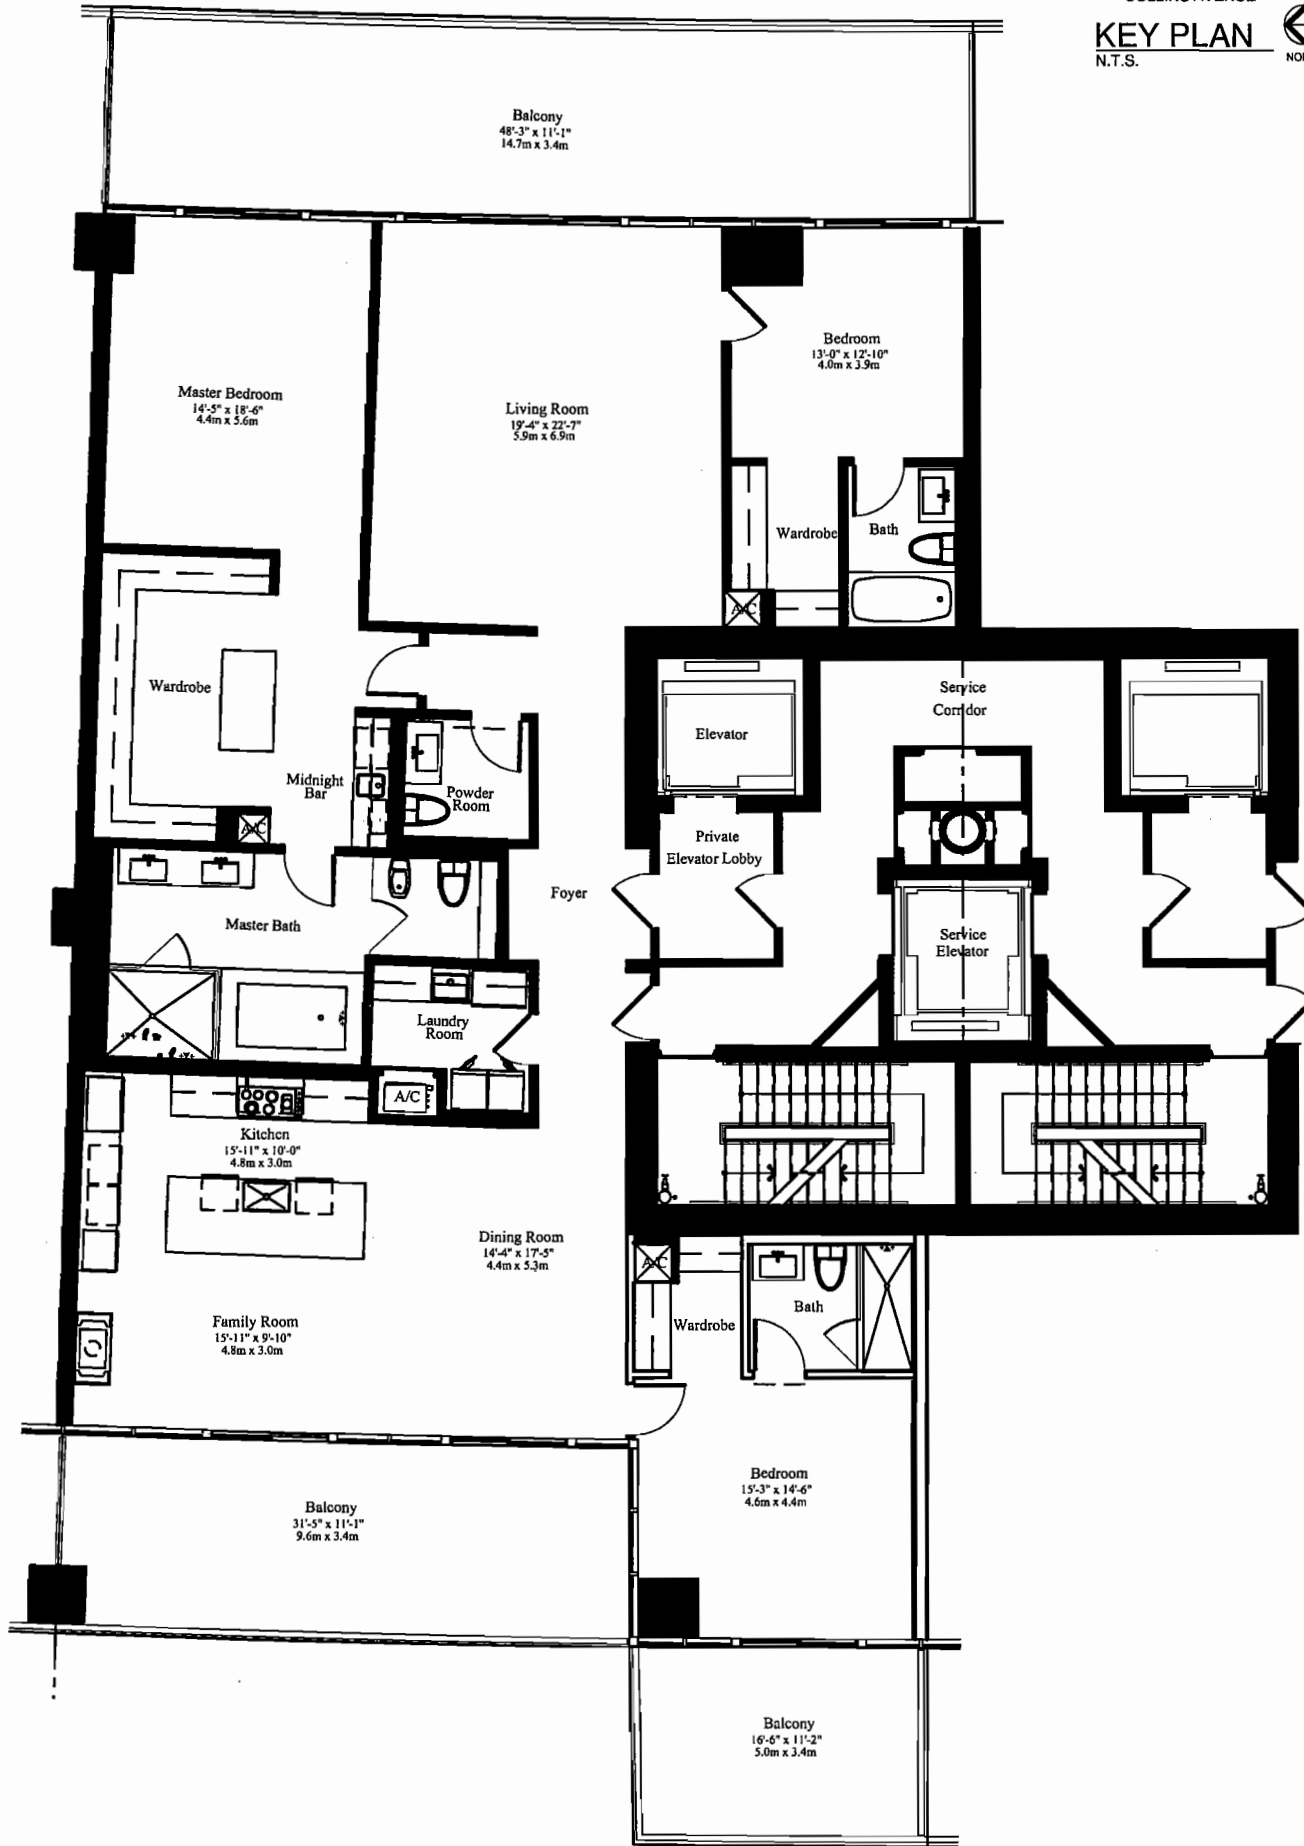 KEY PLAN
N.T.S.
Balcony
48'-3" x 11'-1"
14.7m x 3.4m
Bedroom
13'-0" x 12'-10"
4.0m x 3.9m
Master Bedroom
14'-5" x 18'-6"
4.4m x 5.6m
Living Room
19'-4" x 22'-7"
5.9m x 6.9m
Wardrobe
Bath
A/C
Wardrobe
Service
Corridor
Elevator
Midnight
Bar
Powder
Room
A/C
Private
Elevator Lobby
Foyer
Master Bath
Service
Elevator
Laundry
Room
A/C
Kitchen
15'-11" x 10'-0"
4.8m x 3.0m
Dining Room
14'-4" x 17'-5"
4.4m x 5.3m
A/C
Family Room
15'-11" x 9'-10"
4.8m x 3.0m
Wardrobe
Bath
Bedroom
15'-3" x 14'-6"
4.6m x 4.4m
Balcony
31'-5" x 11'-1"
9.6m x 3.4m
Balcony
16'-6" x 11'-2"
5.0m x 3.4m